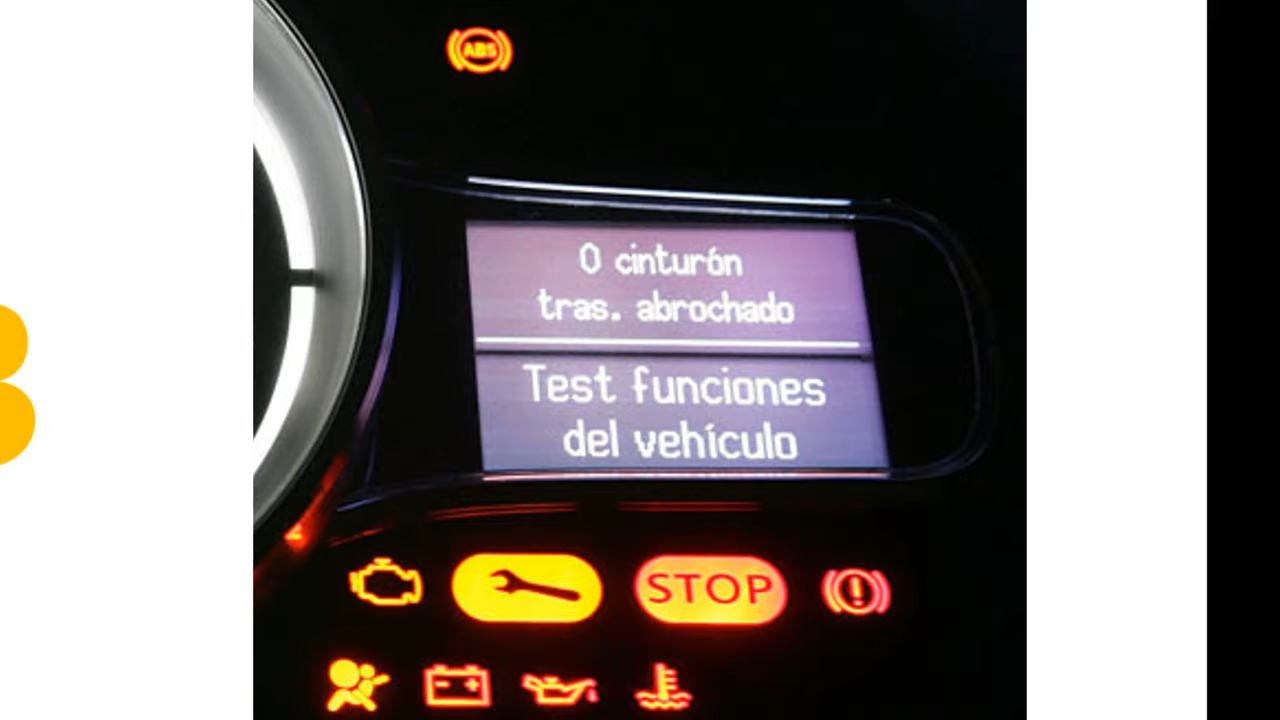 ABS
0 cinturón
tras. abrochado
Test funciones
del vehículo
STOP